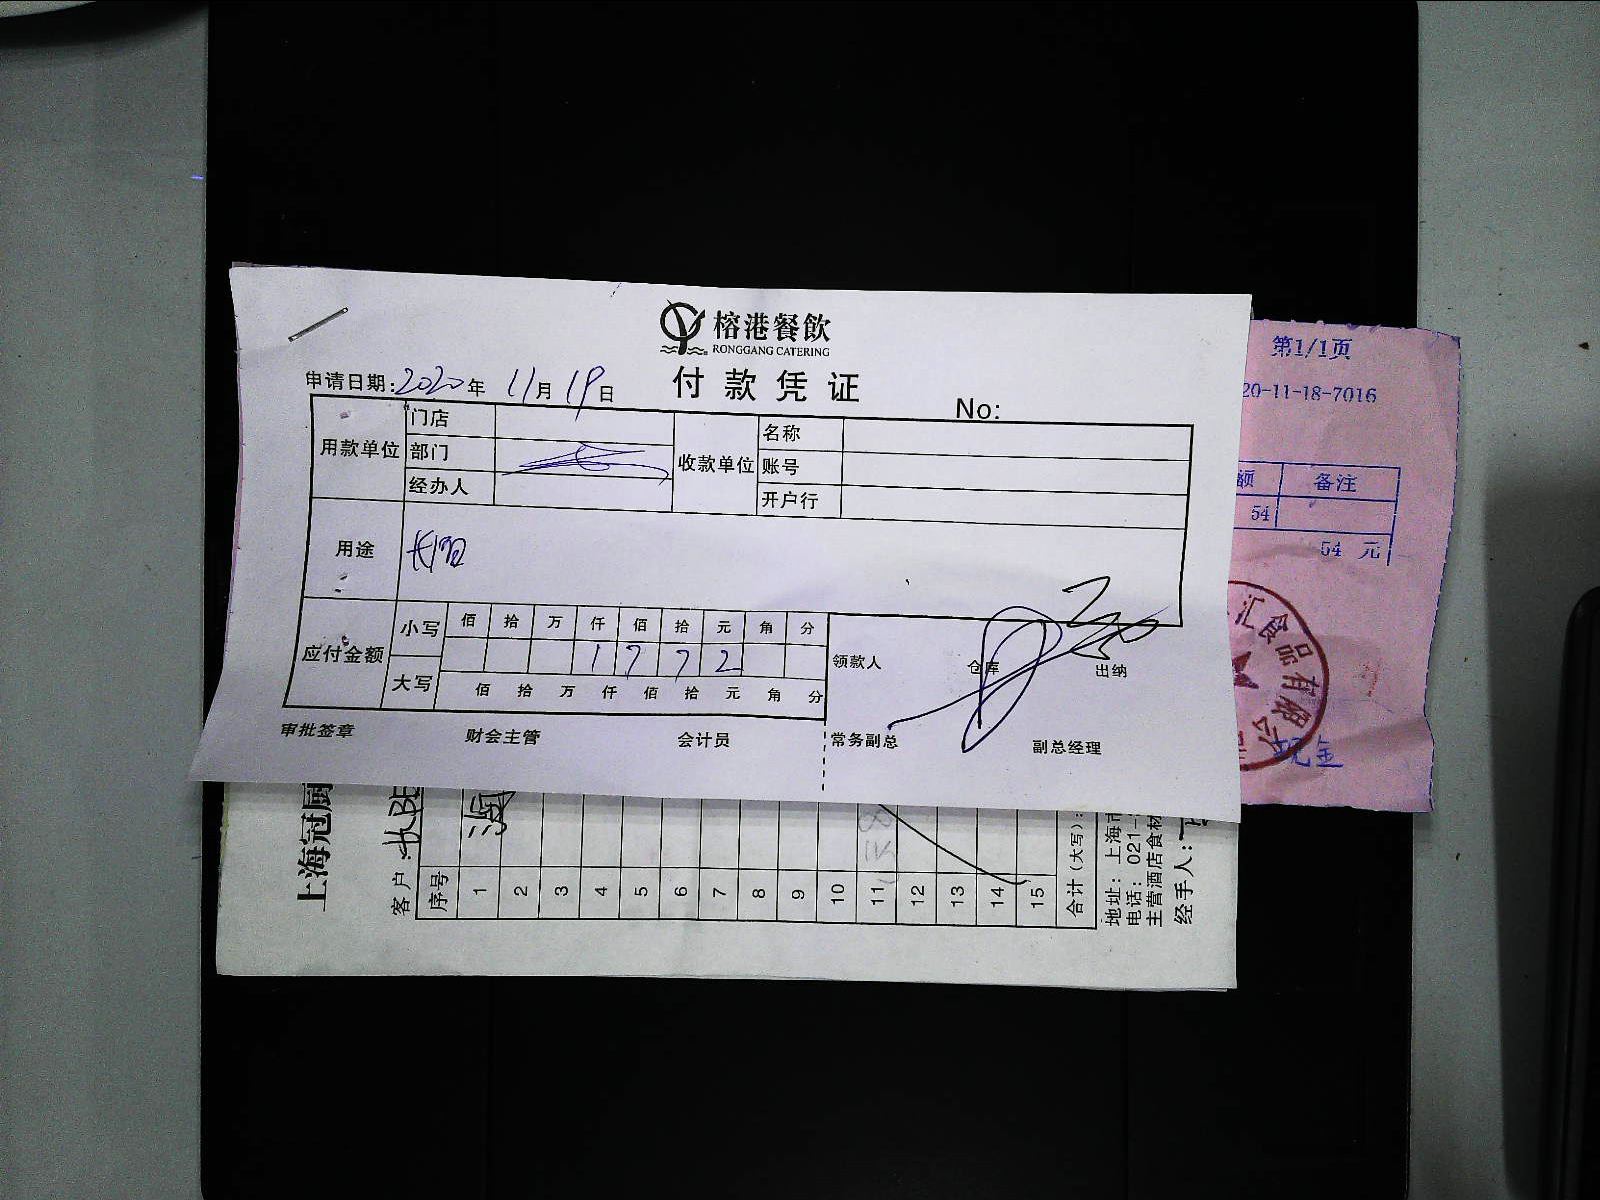 榕港餐飲
RONGGANG CATERING
付款凭证
申请日期:2020年11月19日
No:
用款单位 门店 收款单位 名称
部门 账号
经办人 开户行
用途
应付金额 小写 佰 拾 万 仟 佰 拾 元 角 分
1 7 7 2
大写 佰 拾 万 仟 佰 拾 元 角 分
领款人 仓库 出纳
审批签章 财会主管 会计员 常务副总 副总经理
第1/1页
20-11-18-7016
额 备注
54
54 元
汇食品有限公
现金
上海冠厨
客户:
序号 1 2 3 4 5 6 7 8 9 10 11 12 13 14 15
合计(大写):
地址:上海市
电话:021-
主营酒店食材
经手人: